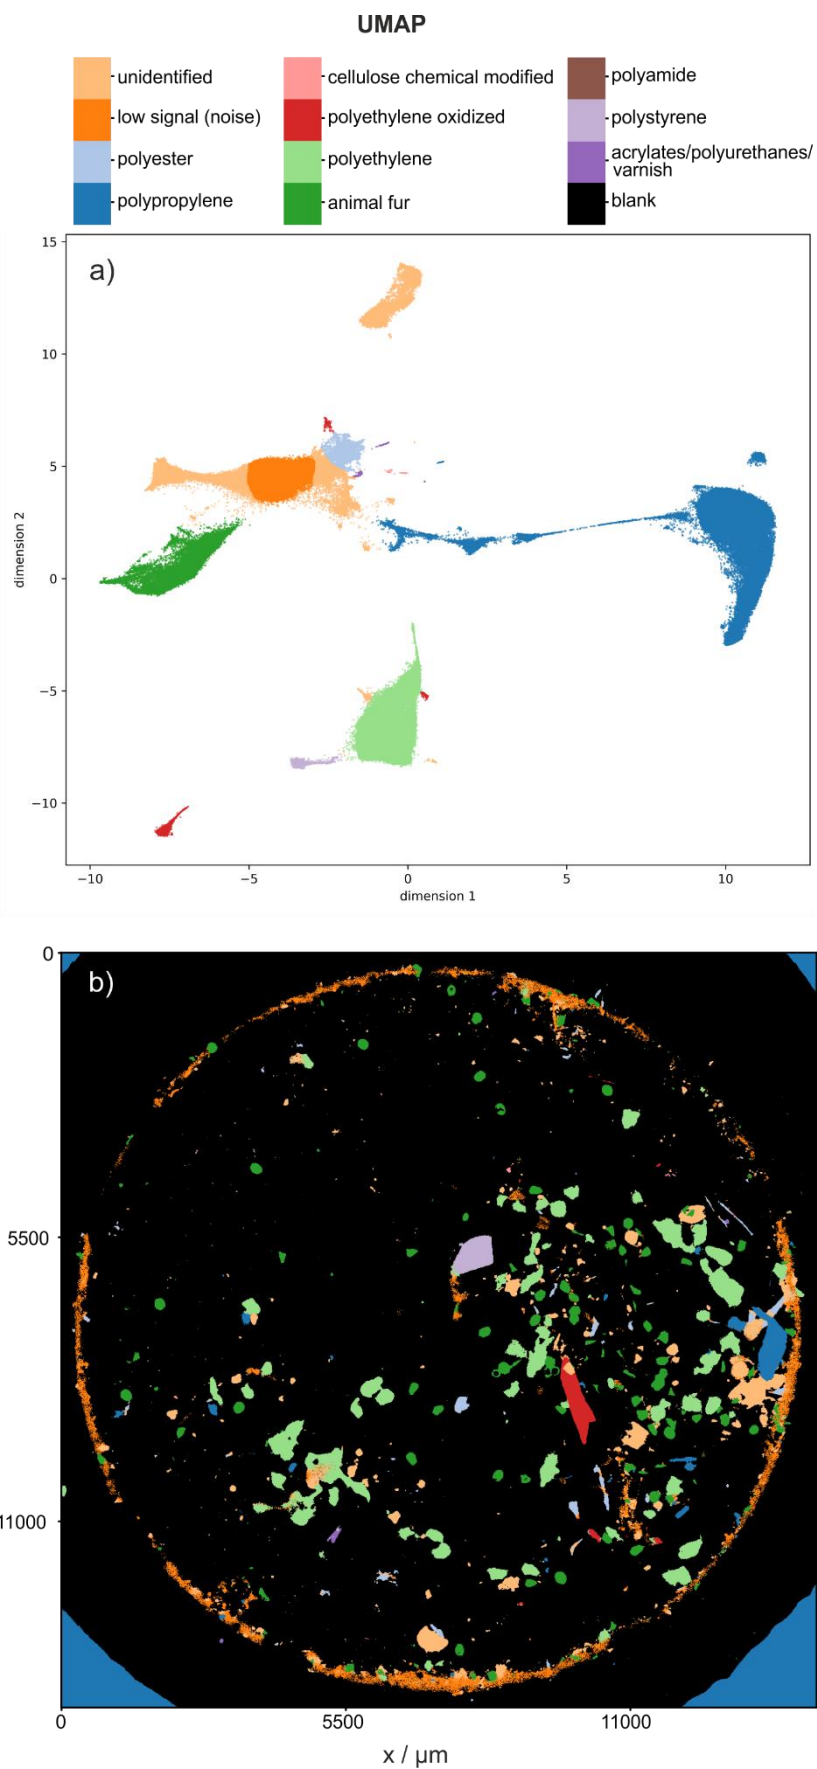 UMAP
unidentified
low signal (noise)
polyester
polypropylene
cellulose chemical modified
polyethylene oxidized
polyethylene
animal fur
polyamide
polystyrene
acrylates/polyurethanes/
varnish
blank
a)
15
10
5
0
−5
−10
dimension 2
−10
−5
0
5
10
dimension 1
b)
0
5500
11000
0
5500
11000
x / µm